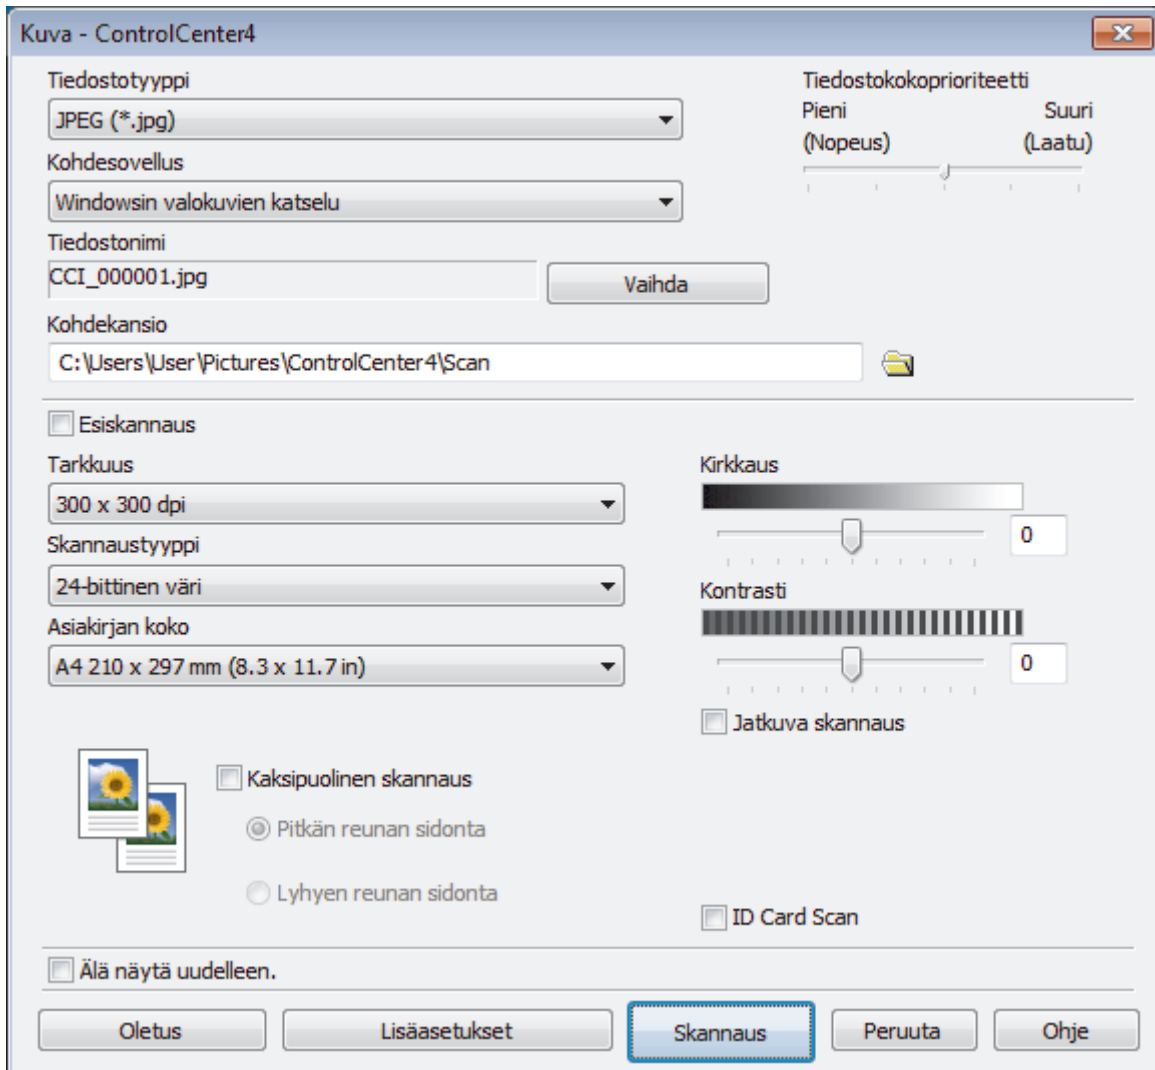 Kuva - ControlCenter4
Tiedostotyyppi
JPEG (*.jpg)
Kohdesovellus
Windowsin valokuvien katselu
Tiedostonimi
CCI_000001.jpg
Vaihda
Kohdekansio
C:\Users\User\Pictures\ControlCenter4\Scan
Tiedostokokoprioriteetti
Pieni Suuri
(Nopeus) (Laatu)
Esiskannaus
Tarkkuus
300 x 300 dpi
Skannaustyyppi
24-bittinen väri
Asiakirjan koko
A4 210 x 297 mm (8.3 x 11.7 in)
Kirkkaus
0
Kontrasti
0
Jatkuva skannaus
Kaksipuolinen skannaus
Pitkän reunan sidonta
Lyhyen reunan sidonta
ID Card Scan
Älä näytä uudelleen.
Oletus Lisäasetukset Skannaus Peruuta Ohje